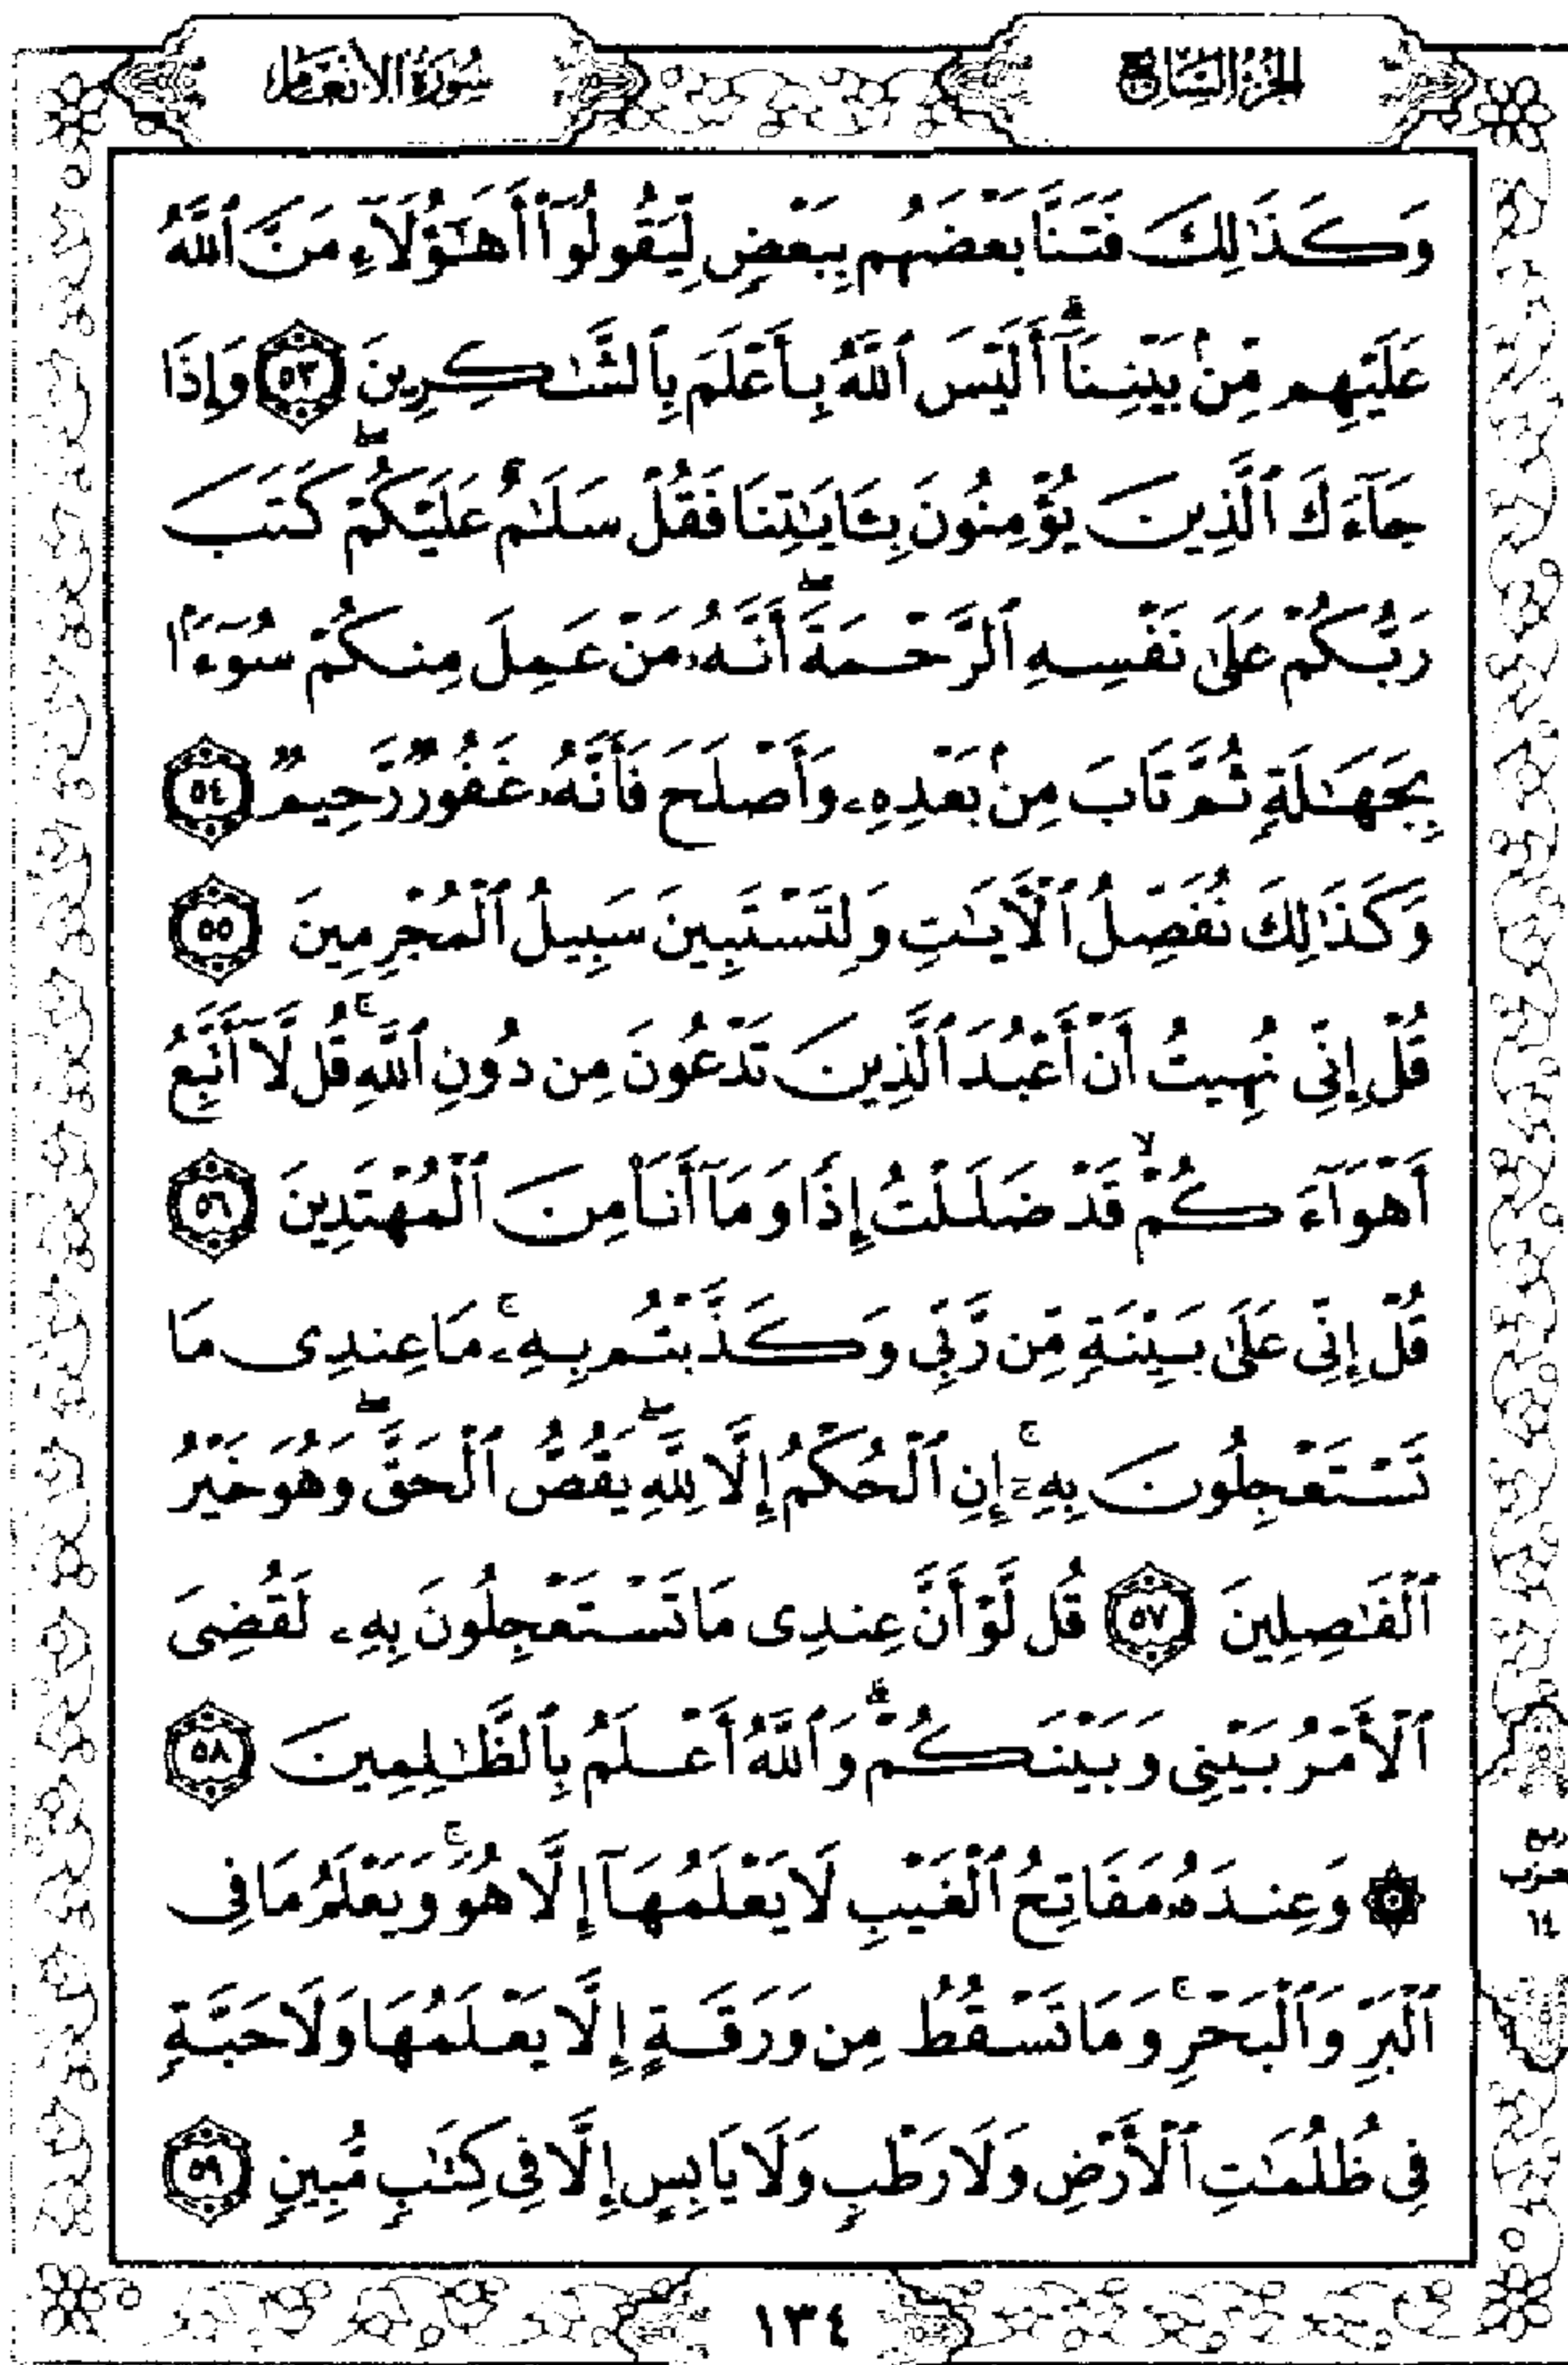 الجزء السابع
سورة الأنعام
وَكَذَٰلِكَ فَتَنَّا بَعْضَهُم بِبَعْضٍ لِّيَقُولُوٓا۟ أَهَـٰٓؤُلَآءِ مَنَّ ٱللَّهُ
عَلَيْهِم مِّنۢ بَيْنِنَآ ۗ أَلَيْسَ ٱللَّهُ بِأَعْلَمَ بِٱلشَّـٰكِرِينَ ﴿٥٣﴾ وَإِذَا
جَآءَكَ ٱلَّذِينَ يُؤْمِنُونَ بِـَٔايَـٰتِنَا فَقُلْ سَلَـٰمٌ عَلَيْكُمْ ۖ كَتَبَ
رَبُّكُمْ عَلَىٰ نَفْسِهِ ٱلرَّحْمَةَ ۖ أَنَّهُۥ مَنْ عَمِلَ مِنكُمْ سُوٓءًۢا
بِجَهَـٰلَةٍ ثُمَّ تَابَ مِنۢ بَعْدِهِۦ وَأَصْلَحَ فَأَنَّهُۥ غَفُورٌ رَّحِيمٌ ﴿٥٤﴾
وَكَذَٰلِكَ نُفَصِّلُ ٱلْـَٔايَـٰتِ وَلِتَسْتَبِينَ سَبِيلُ ٱلْمُجْرِمِينَ ﴿٥٥﴾
قُلْ إِنِّى نُهِيتُ أَنْ أَعْبُدَ ٱلَّذِينَ تَدْعُونَ مِن دُونِ ٱللَّهِ ۚ قُل لَّآ أَتَّبِعُ
أَهْوَآءَكُمْ ۙ قَدْ ضَلَلْتُ إِذًا وَمَآ أَنَا۠ مِنَ ٱلْمُهْتَدِينَ ﴿٥٦﴾
قُلْ إِنِّى عَلَىٰ بَيِّنَةٍ مِّن رَّبِّى وَكَذَّبْتُم بِهِۦ ۚ مَا عِندِى مَا
تَسْتَعْجِلُونَ بِهِۦٓ ۚ إِنِ ٱلْحُكْمُ إِلَّا لِلَّهِ ۖ يَقُصُّ ٱلْحَقَّ ۖ وَهُوَ خَيْرُ
ٱلْفَـٰصِلِينَ ﴿٥٧﴾ قُل لَّوْ أَنَّ عِندِى مَا تَسْتَعْجِلُونَ بِهِۦ لَقُضِىَ
ٱلْأَمْرُ بَيْنِى وَبَيْنَكُمْ ۗ وَٱللَّهُ أَعْلَمُ بِٱلظَّـٰلِمِينَ ﴿٥٨﴾
۞ وَعِندَهُۥ مَفَاتِحُ ٱلْغَيْبِ لَا يَعْلَمُهَآ إِلَّا هُوَ ۚ وَيَعْلَمُ مَا فِى
ٱلْبَرِّ وَٱلْبَحْرِ ۚ وَمَا تَسْقُطُ مِن وَرَقَةٍ إِلَّا يَعْلَمُهَا وَلَا حَبَّةٍ
فِى ظُلُمَـٰتِ ٱلْأَرْضِ وَلَا رَطْبٍ وَلَا يَابِسٍ إِلَّا فِى كِتَـٰبٍ مُّبِينٍ ﴿٥٩﴾
ربع
حزب
١٤
١٣٤